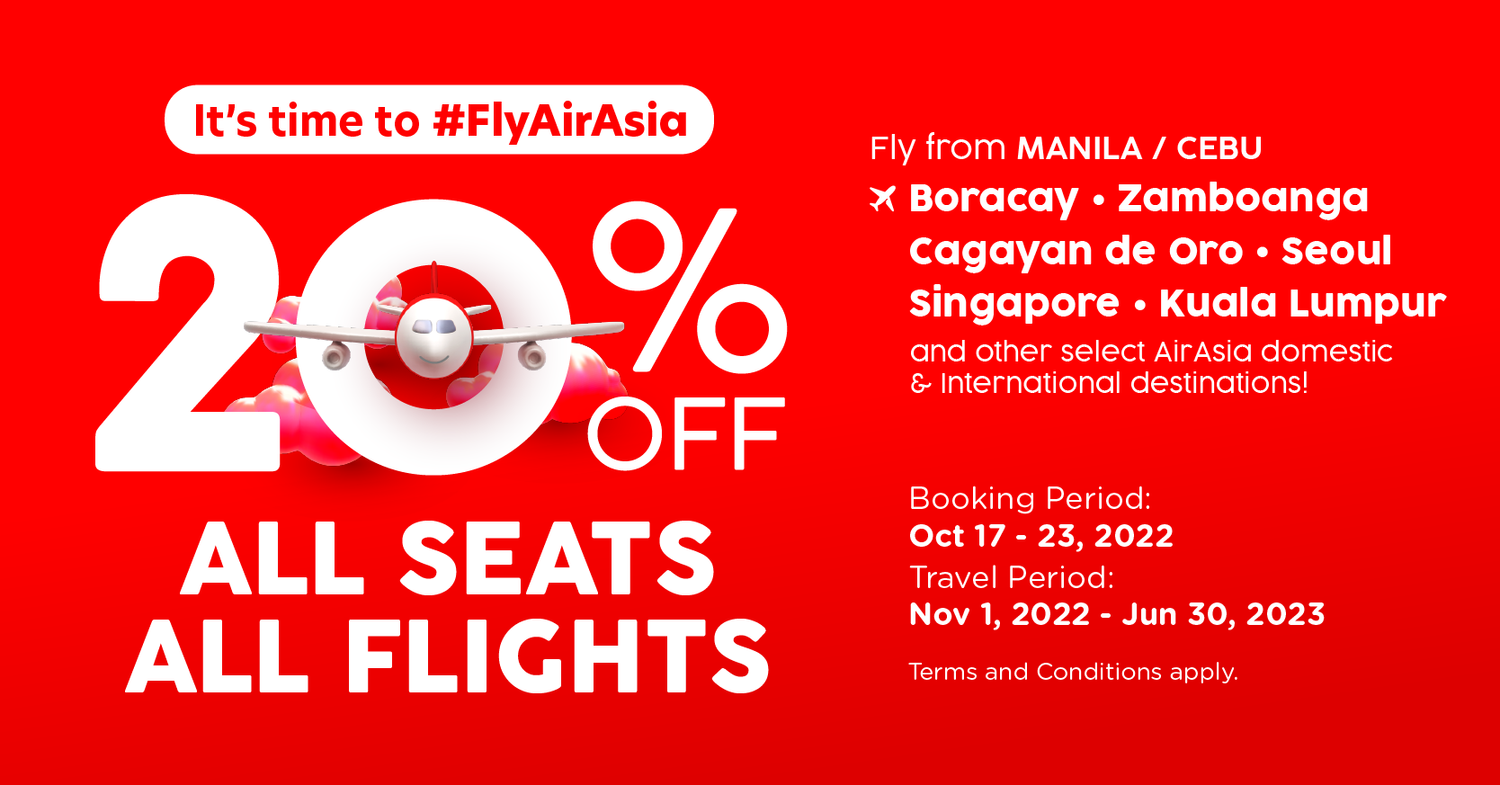 It's time to #FlyAirAsia
20% OFF
ALL SEATS
ALL FLIGHTS
Fly from MANILA / CEBU
Boracay • Zamboanga
Cagayan de Oro • Seoul
Singapore • Kuala Lumpur
and other select AirAsia domestic
& International destinations!
Booking Period:
Oct 17 - 23, 2022
Travel Period:
Nov 1, 2022 - Jun 30, 2023
Terms and Conditions apply.